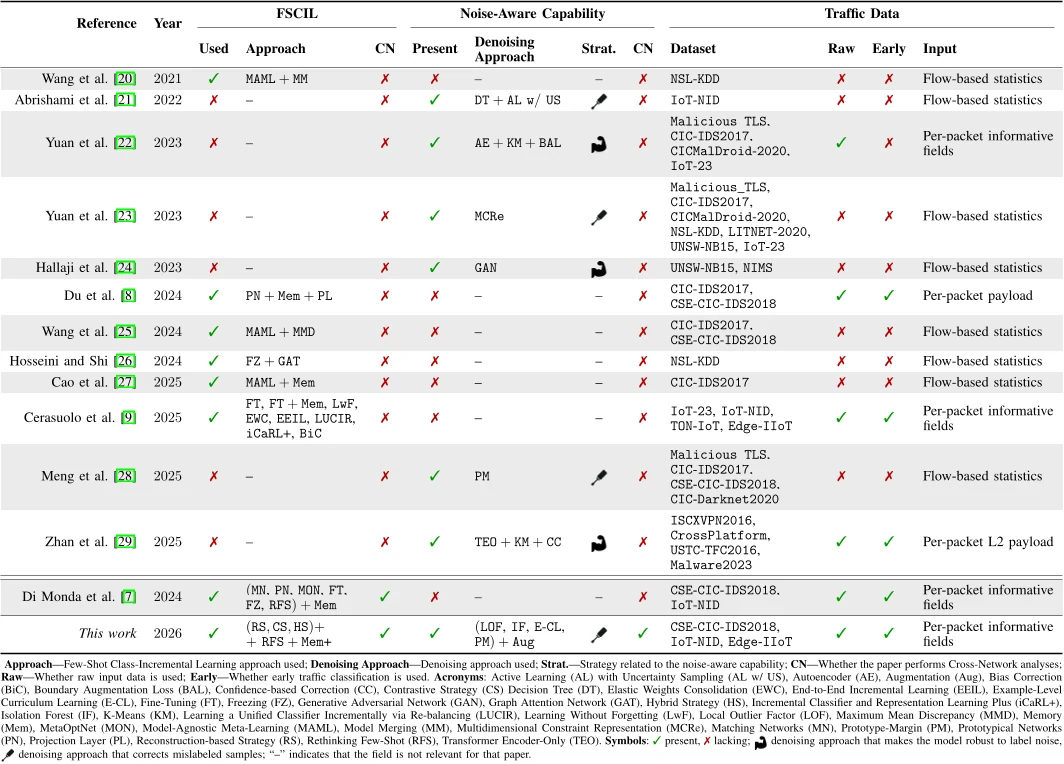 Reference Year FSCIL Noise-Aware Capability Traffic Data
Used Approach CN Present Denoising Approach Strat. CN Dataset Raw Early Input
Wang et al. [20] 2021 ✓ MAML + MM ✗ ✗ – – ✗ NSL-KDD ✗ ✗ Flow-based statistics
Abrishami et al. [21] 2022 ✗ – ✗ ✓ DT + AL w/ US ✗ IoT-NID ✗ ✗ Flow-based statistics
Yuan et al. [22] 2023 ✗ – ✗ ✓ AE + KM + BAL ✗ Malicious TLS, CIC-IDS2017, CICMalDroid-2020, IoT-23 ✓ ✗ Per-packet informative fields
Yuan et al. [23] 2023 ✗ – ✗ ✓ MCRe ✗ Malicious_TLS, CIC-IDS2017, CICMalDroid-2020, NSL-KDD, LITNET-2020, UNSW-NB15, IoT-23 ✗ ✗ Flow-based statistics
Hallaji et al. [24] 2023 ✗ – ✗ ✓ GAN ✗ UNSW-NB15, NIMS ✗ ✗ Flow-based statistics
Du et al. [8] 2024 ✓ PN + Mem + PL ✗ ✗ – – ✗ CIC-IDS2017, CSE-CIC-IDS2018 ✓ ✓ Per-packet payload
Wang et al. [25] 2024 ✓ MAML + MMD ✗ ✗ – – ✗ CIC-IDS2017, CSE-CIC-IDS2018 ✗ ✗ Flow-based statistics
Hosseini and Shi [26] 2024 ✓ FZ + GAT ✗ ✗ – – ✗ NSL-KDD ✗ ✗ Flow-based statistics
Cao et al. [27] 2025 ✓ MAML + Mem ✗ ✗ – – ✗ CIC-IDS2017 ✗ ✗ Flow-based statistics
Cerasuolo et al. [9] 2025 ✓ FT, FT + Mem, LwF, EWC, EEIL, LUCIR, iCaRL+, BiC ✗ ✗ – – ✗ IoT-23, IoT-NID, TON-IoT, Edge-IIoT ✓ ✓ Per-packet informative fields
Meng et al. [28] 2025 ✗ – ✗ ✓ PM ✗ Malicious TLS, CIC-IDS2017, CSE-CIC-IDS2018, CIC-Darknet2020 ✗ ✗ Flow-based statistics
Zhan et al. [29] 2025 ✗ – ✗ ✓ TEO + KM + CC ✗ ISCXVPN2016, CrossPlatform, USTC-TFC2016, Malware2023 ✓ ✓ Per-packet L2 payload
Di Monda et al. [7] 2024 ✓ (MN, PN, MON, FT, FZ, RFS) + Mem ✓ ✗ – – ✗ CSE-CIC-IDS2018, IoT-NID ✓ ✓ Per-packet informative fields
This work 2026 ✓ (RS, CS, HS)+ + RFS + Mem+ ✓ ✓ (LOF, IF, E-CL, PM) + Aug ✓ CSE-CIC-IDS2018, IoT-NID, Edge-IIoT ✓ ✓ Per-packet informative fields
Approach—Few-Shot Class-Incremental Learning approach used; Denoising Approach—Denoising approach used; Strat.—Strategy related to the noise-aware capability; CN—Whether the paper performs Cross-Network analyses;
Raw—Whether raw input data is used; Early—Whether early traffic classification is used. Acronyms: Active Learning (AL) with Uncertainty Sampling (AL w/ US), Autoencoder (AE), Augmentation (Aug), Bias Correction
(BiC), Boundary Augmentation Loss (BAL), Confidence-based Correction (CC), Contrastive Strategy (CS) Decision Tree (DT), Elastic Weights Consolidation (EWC), End-to-End Incremental Learning (EEIL), Example-Level
Curriculum Learning (E-CL), Fine-Tuning (FT), Freezing (FZ), Generative Adversarial Network (GAN), Graph Attention Network (GAT), Hybrid Strategy (HS), Incremental Classifier and Representation Learning Plus (iCaRL+),
Isolation Forest (IF), K-Means (KM), Learning a Unified Classifier Incrementally via Re-balancing (LUCIR), Learning Without Forgetting (LwF), Local Outlier Factor (LOF), Maximum Mean Discrepancy (MMD), Memory
(Mem), MetaOptNet (MON), Model-Agnostic Meta-Learning (MAML), Model Merging (MM), Multidimensional Constraint Representation (MCRe), Matching Networks (MN), Prototype-Margin (PM), Prototypical Networks
(PN), Projection Layer (PL), Reconstruction-based Strategy (RS), Rethinking Few-Shot (RFS), Transformer Encoder-Only (TEO). Symbols: ✓ present, ✗ lacking; denoising approach that makes the model robust to label noise,
denoising approach that corrects mislabeled samples; “–” indicates that the field is not relevant for that paper.